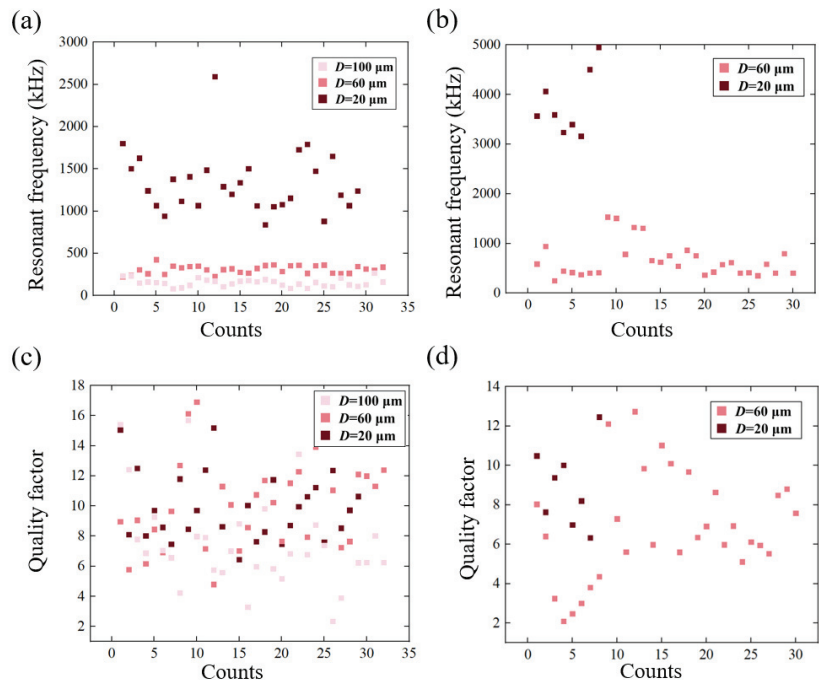 (a)
3000
2500
2000
1500
1000
500
0
Resonant frequency (kHz)
D=100 μm
D=60 μm
D=20 μm
0 5 10 15 20 25 30 35
Counts
(b)
5000
4000
3000
2000
1000
0
Resonant frequency (kHz)
D=60 μm
D=20 μm
0 5 10 15 20 25 30
Counts
(c)
18
16
14
12
10
8
6
4
2
Quality factor
D=100 μm
D=60 μm
D=20 μm
0 5 10 15 20 25 30 35
Counts
(d)
14
12
10
8
6
4
2
Quality factor
D=60 μm
D=20 μm
0 5 10 15 20 25 30
Counts